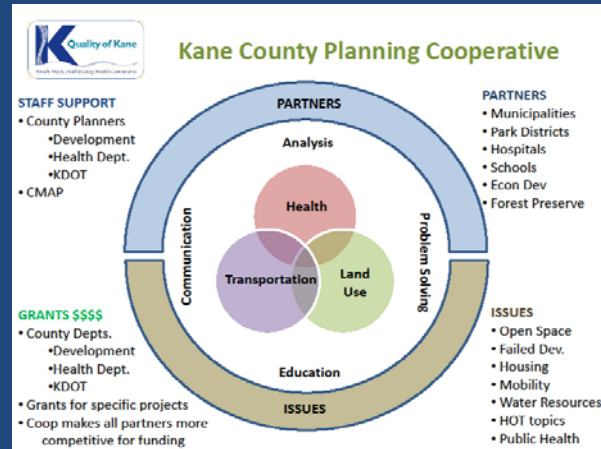 Quality of Kane
Kane County Planning Cooperative
STAFF SUPPORT
• County Planners
•Development
•Health Dept.
•KDOT
• CMAP
PARTNERS
Analysis
Health
Transportation
Land
Use
Communication
Problem Solving
Education
ISSUES
PARTNERS
• Municipalities
• Park Districts
• Hospitals
• Schools
• Econ Dev
• Forest Preserve
GRANTS $$$$
• County Depts.
•Development
•Health Dept.
•KDOT
• Grants for specific projects
• Coop makes all partners more
competitive for funding
ISSUES
• Open Space
• Failed Dev.
• Housing
• Mobility
• Water Resources
• HOT topics
• Public Health